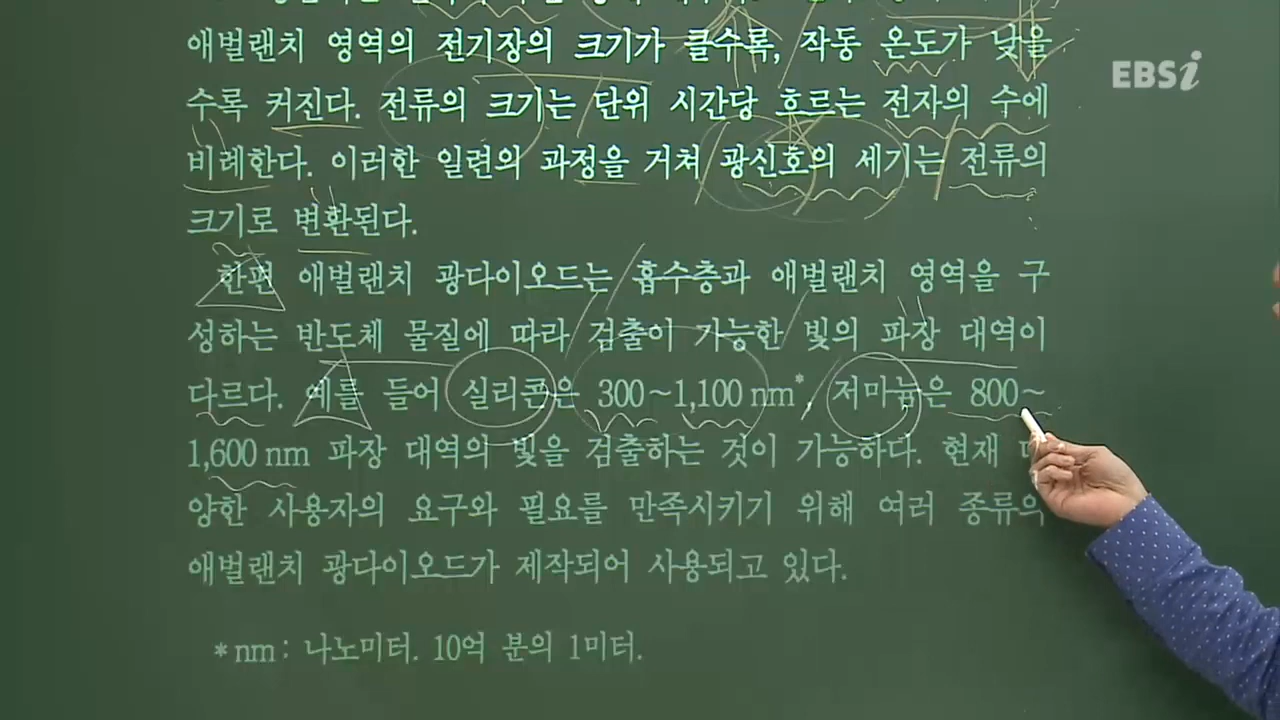 애벌랜치 영역의 전기장의 크기가 클수록, 작동 온도가 낮을
수록 커진다. 전류의 크기는 단위 시간당 흐르는 전자의 수에
비례한다. 이러한 일련의 과정을 거쳐 광신호의 세기는 전류의
크기로 변환된다.
한편 애벌랜치 광다이오드는 흡수층과 애벌랜치 영역을 구
성하는 반도체 물질에 따라 검출이 가능한 빛의 파장 대역이
다르다. 예를 들어 실리콘은 300~1,100 nm*, 저마늄은 800~
1,600 nm 파장 대역의 빛을 검출하는 것이 가능하다. 현재
양한 사용자의 요구와 필요를 만족시키기 위해 여러 종류의
애벌랜치 광다이오드가 제작되어 사용되고 있다.
*nm : 나노미터. 10억 분의 1미터.
EBSi